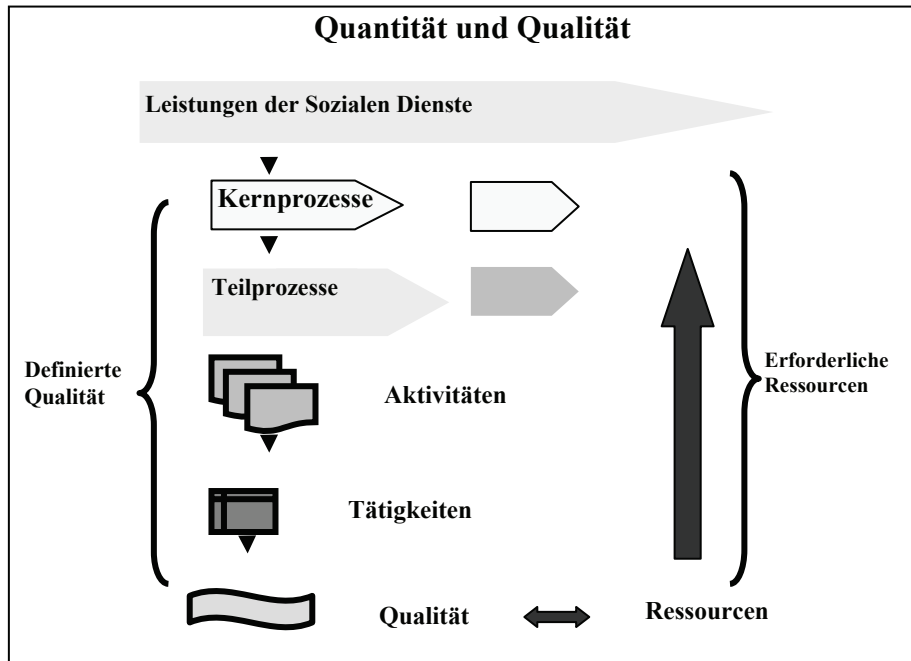 Quantität und Qualität
Leistungen der Sozialen Dienste
Kernprozesse
Teilprozesse
Definierte
Qualität
Aktivitäten
Erforderliche
Ressourcen
Tätigkeiten
Qualität
Ressourcen